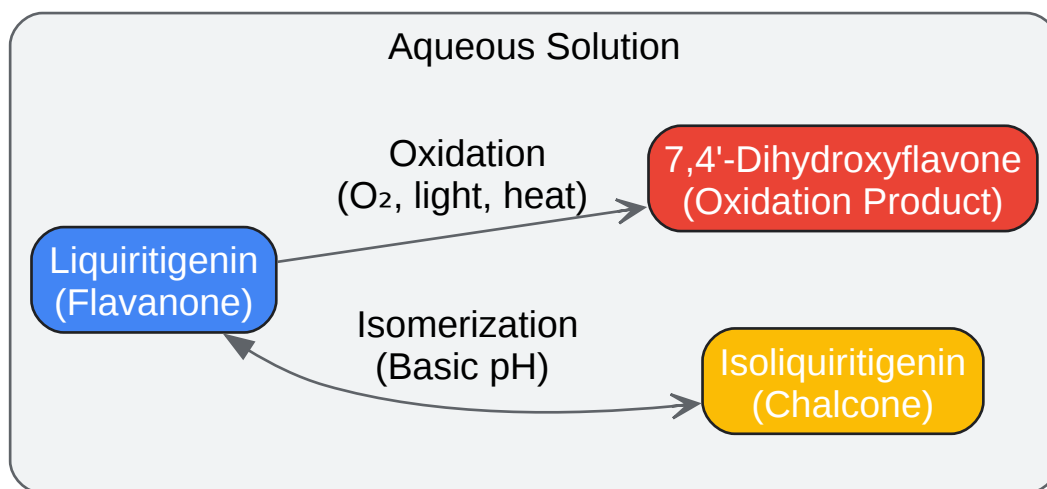 Aqueous Solution
Oxidation
(O₂, light, heat)
7,4'-Dihydroxyflavone
(Oxidation Product)
Liquiritigenin
(Flavanone)
Isomerization
(Basic pH)
Isoliquiritigenin
(Chalcone)